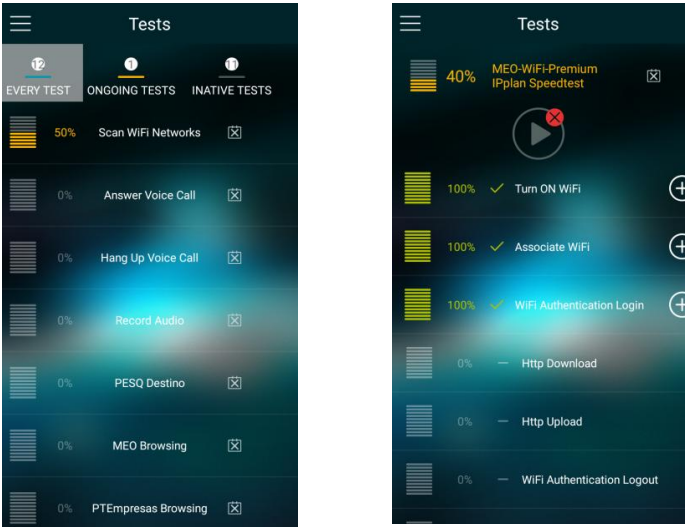 Tests
12
1
11
EVERY TEST
ONGOING TESTS
INATIVE TESTS
50% Scan WiFi Networks
0% Answer Voice Call
0% Hang Up Voice Call
0% Record Audio
0% PESQ Destino
0% MEO Browsing
0% PTEmpresas Browsing
Tests
40% MEO-WiFi-Premium
IPplan Speedtest
100% Turn ON WiFi
100% Associate WiFi
100% WiFi Authentication Login
0% Http Download
0% Http Upload
0% WiFi Authentication Logout